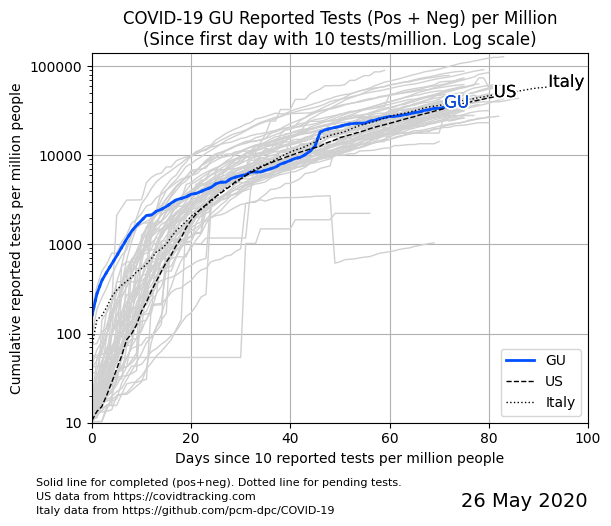 COVID-19 GU Reported Tests (Pos + Neg) per Million
(Since first day with 10 tests/million. Log scale)
Cumulative reported tests per million people
100000
10000
1000
100
10
GU
US
Italy
GU
US
Italy
0
20
40
60
80
100
Days since 10 reported tests per million people
Solid line for completed (pos+neg). Dotted line for pending tests.
US data from https://covidtracking.com
Italy data from https://github.com/pcm-dpc/COVID-19
26 May 2020